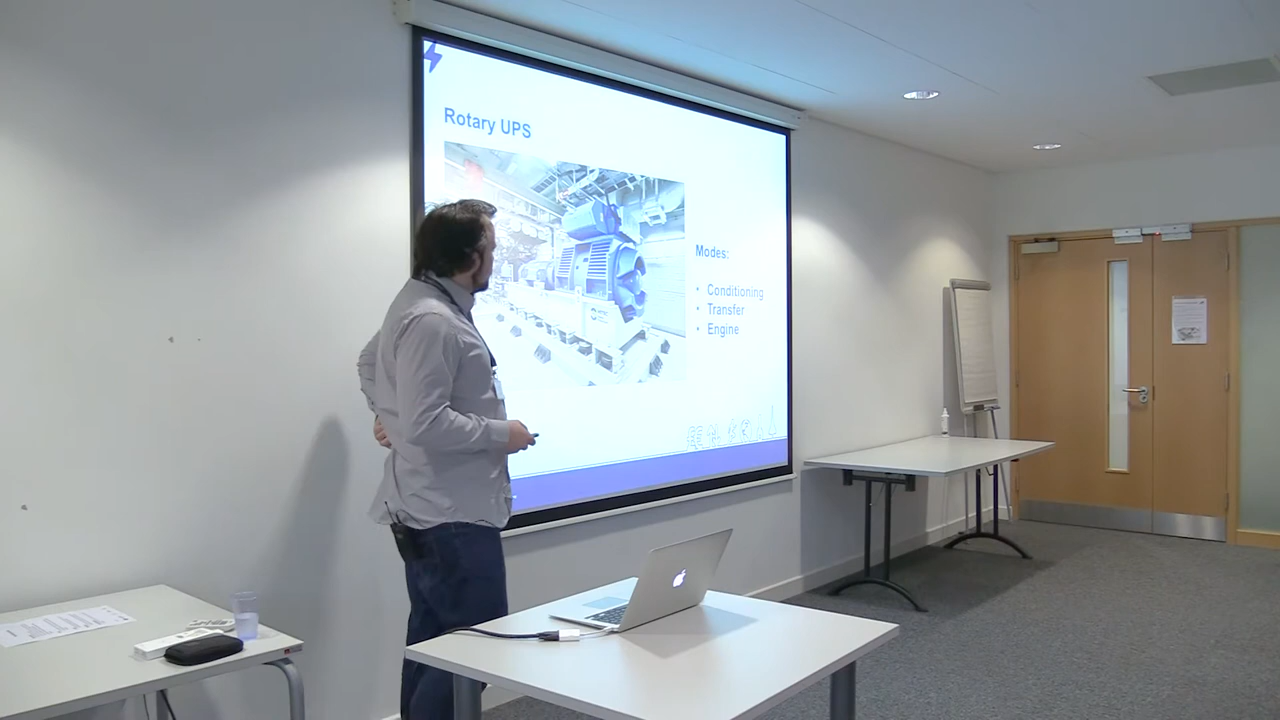 Rotary UPS
Modes:
• Conditioning
• Transfer
• Engine